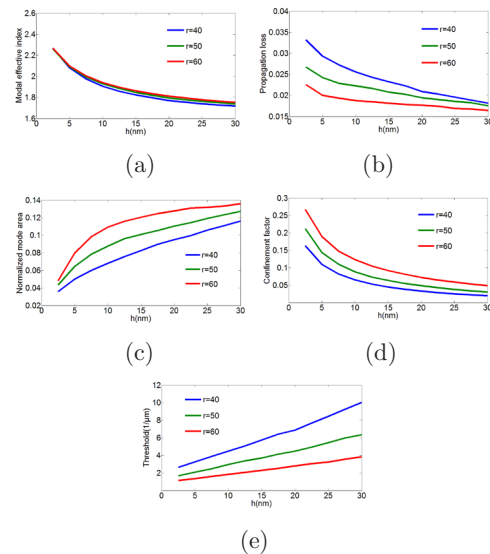 Modal effective index
2.4
2.2
2
1.8
1.6
0 5 10 15 20 25 30
h(nm)
r=40
r=50
r=60
(a)
Propagation loss
0.04
0.035
0.03
0.025
0.02
0.015
0 5 10 15 20 25 30
h(nm)
r=40
r=50
r=60
(b)
Normalized mode area
0.14
0.12
0.1
0.08
0.06
0.04
0.02
0 5 10 15 20 25 30
h(nm)
r=40
r=50
r=60
(c)
Confinement factor
0.3
0.25
0.2
0.15
0.1
0.05
0 5 10 15 20 25 30
h(nm)
r=40
r=50
r=60
(d)
Threshold(1/μm)
12
10
8
6
4
2
0 5 10 15 20 25 30
h(nm)
r=40
r=50
r=60
(e)